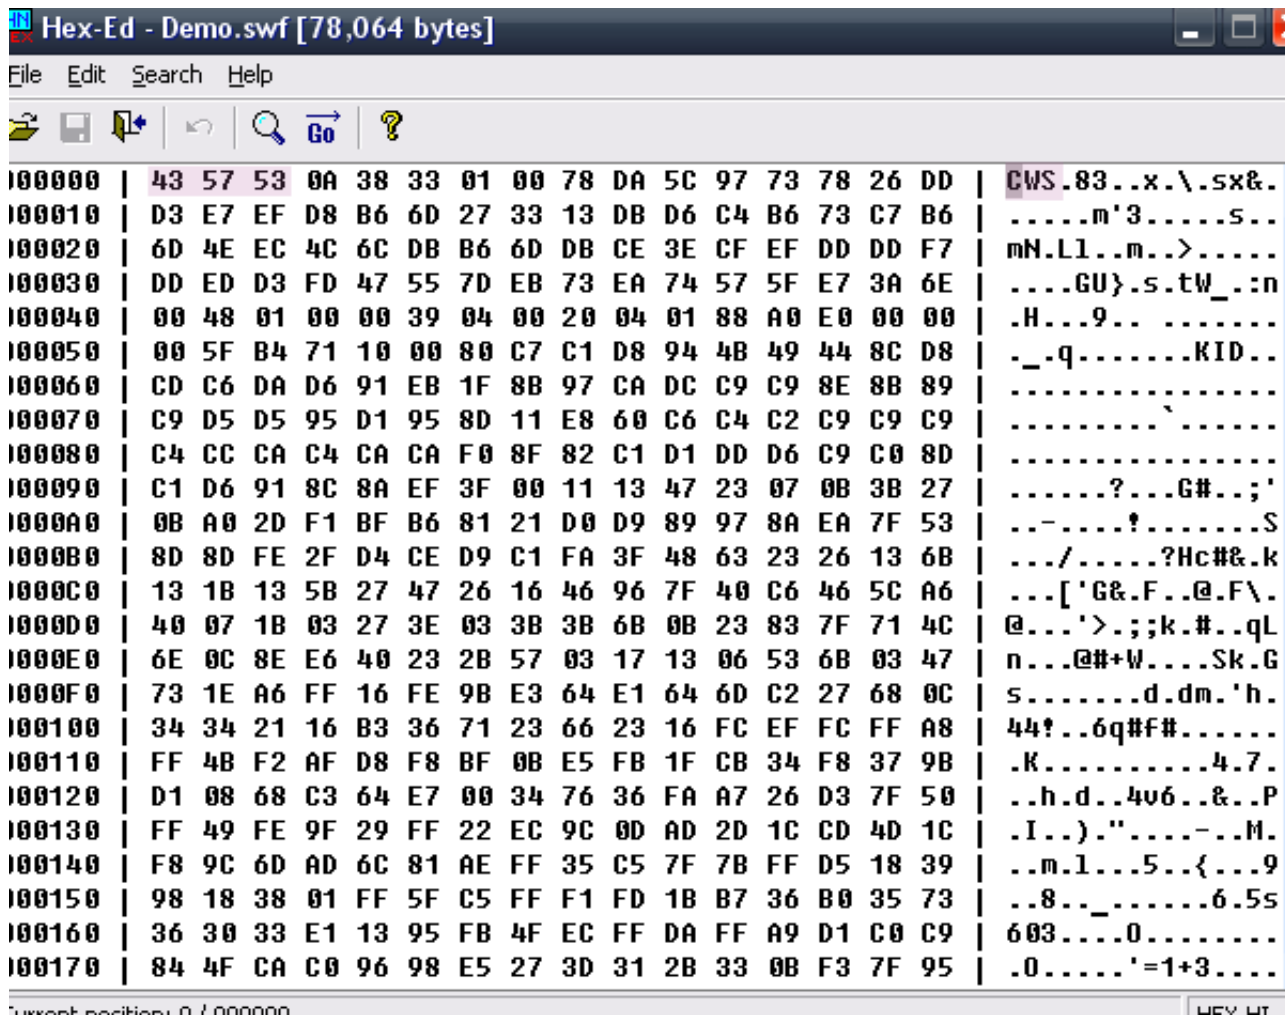 Hex-Ed - Demo.swf [78,064 bytes]
File Edit Search Help
Go
000000 | 43 57 53 0A 38 33 01 00 78 DA 5C 97 73 78 26 DD | CWS.83..x.\.sx&.
000010 | D3 E7 EF D8 B6 6D 27 33 13 DB D6 C4 B6 73 C7 B6 | .....m'3.....s..
000020 | 6D 4E EC 4C 6C DB B6 6D DB CE 3E CF EF DD DD F7 | mN.Ll..m..>.....
000030 | DD ED D3 FD 47 55 7D EB 73 EA 74 57 5F E7 3A 6E | ....GU}.s.tW_.:n
000040 | 00 48 01 00 00 39 04 00 20 04 01 88 A0 E0 00 00 | .H...9.. .......
000050 | 00 5F B4 71 10 00 80 C7 C1 D8 94 4B 49 44 8C D8 | ._.q.......KID..
000060 | CD C6 DA D6 91 EB 1F 8B 97 CA DC C9 C9 8E 8B 89 | ................
000070 | C9 D5 D5 95 D1 95 8D 11 E8 60 C6 C4 C2 C9 C9 C9 | .........`......
000080 | C4 CC CA C4 CA CA F0 8F 82 C1 D1 DD D6 C9 C0 8D | ................
000090 | C1 D6 91 8C 8A EF 3F 00 11 13 47 23 07 0B 3B 27 | ......?...G#..;'
0000A0 | 0B A0 2D F1 BF B6 81 21 D0 D9 89 97 8A EA 7F 53 | ..-....!.......S
0000B0 | 8D 8D FE 2F D4 CE D9 C1 FA 3F 48 63 23 26 13 6B | .../.....?Hc#&.k
0000C0 | 13 1B 13 5B 27 47 26 16 46 96 7F 40 C6 46 5C A6 | ...['G&.F..@.F\.
0000D0 | 40 07 1B 03 27 3E 03 3B 3B 6B 0B 23 83 7F 71 4C | @...'>.;;k.#..qL
0000E0 | 6E 0C 8E E6 40 23 2B 57 03 17 13 06 53 6B 03 47 | n...@#+W....Sk.G
0000F0 | 73 1E A6 FF 16 FE 9B E3 64 E1 64 6D C2 27 68 0C | s.......d.dm.'h.
000100 | 34 34 21 16 B3 36 71 23 66 23 16 FC EF FC FF A8 | 44!..6q#f#......
000110 | FF 4B F2 AF D8 F8 BF 0B E5 FB 1F CB 34 F8 37 9B | .K..........4.7.
000120 | D1 08 68 C3 64 E7 00 34 76 36 FA A7 26 D3 7F 50 | ..h.d..4v6..&..P
000130 | FF 49 FE 9F 29 FF 22 EC 9C 0D AD 2D 1C CD 4D 1C | .I..)."....-..M.
000140 | F8 9C 6D AD 6C 81 AE FF 35 C5 7F 7B FF D5 18 39 | ..m.l...5..{...9
000150 | 98 18 38 01 FF 5F C5 FF F1 FD 1B B7 36 B0 35 73 | ..8.._......6.5s
000160 | 36 30 33 E1 13 95 FB 4F EC FF DA FF A9 D1 C0 C9 | 603....O........
000170 | 84 4F CA C0 96 98 E5 27 3D 31 2B 33 0B F3 7F 95 | .O.....'=1+3....
Current position: 0 / 000000
HEX HI